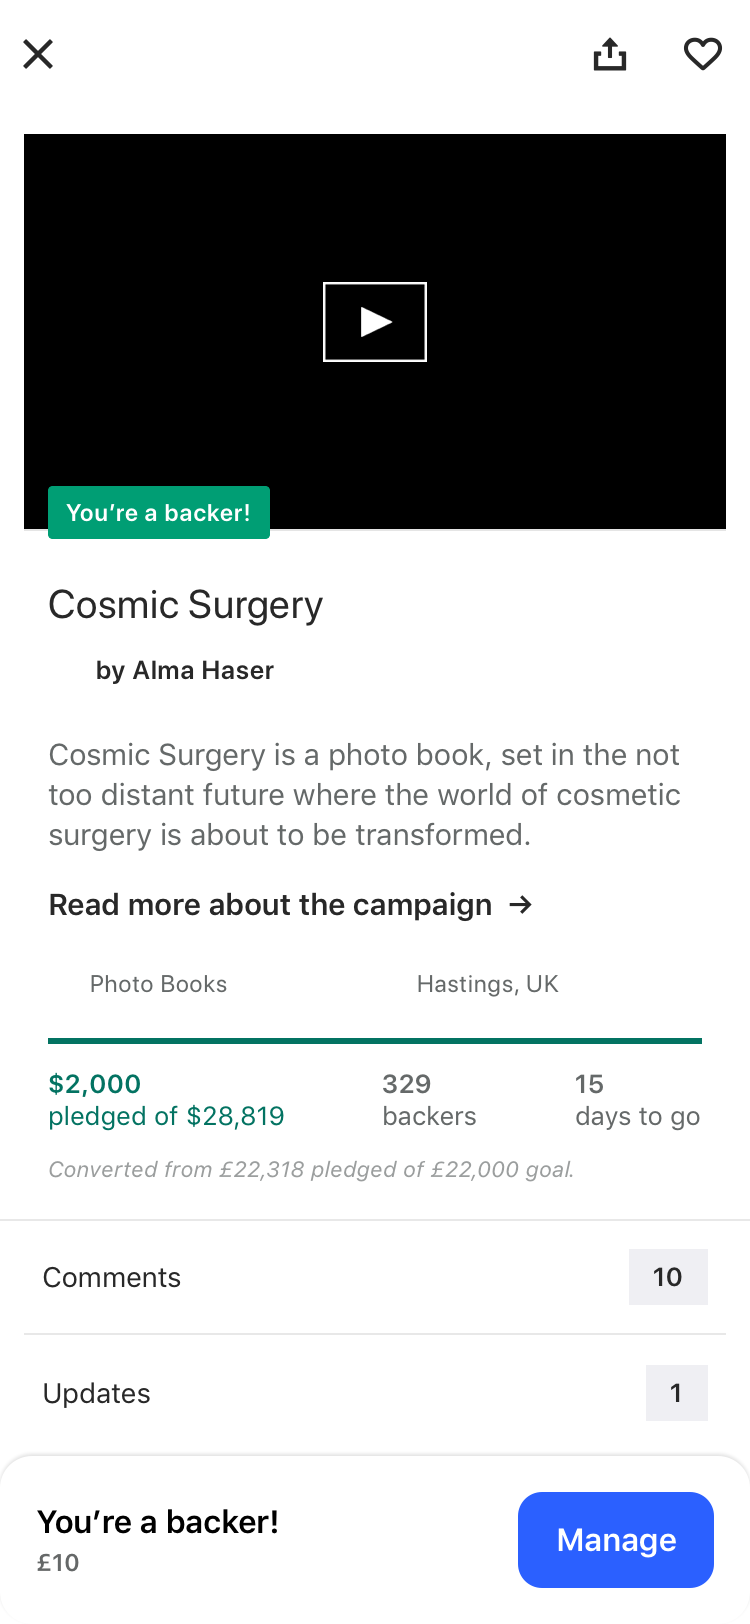 You’re a backer!
Cosmic Surgery
by Alma Haser
Cosmic Surgery is a photo book, set in the not
too distant future where the world of cosmetic
surgery is about to be transformed.
Read more about the campaign →
Photo Books
Hastings, UK
$2,000
pledged of $28,819
329
backers
15
days to go
Converted from £22,318 pledged of £22,000 goal.
Comments
10
Updates
1
You’re a backer!
£10
Manage